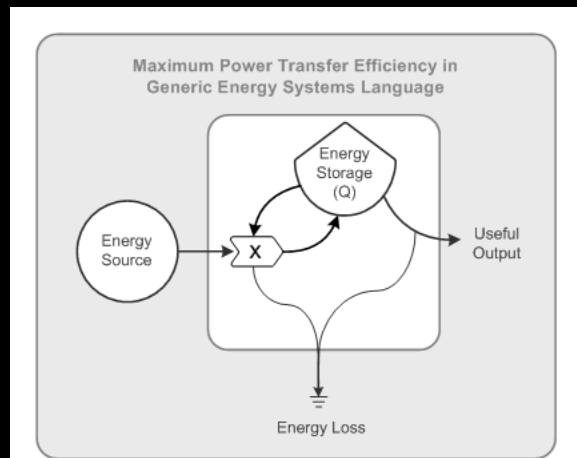 Maximum Power Transfer Efficiency in
Generic Energy Systems Language
Energy
Storage
(Q)
Energy
Source
X
Useful
Output
Energy Loss